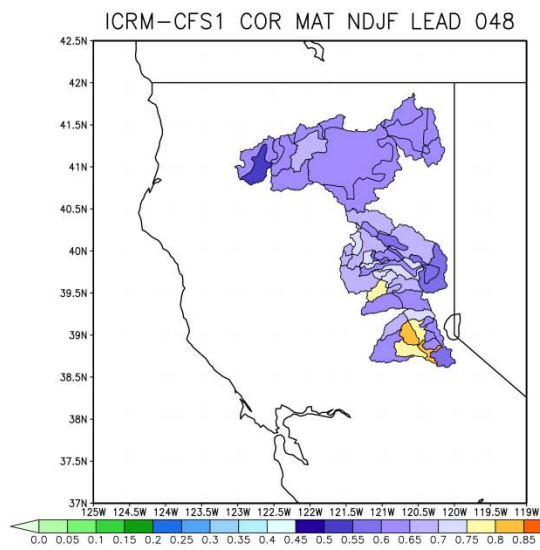 ICRM-CFS1 COR MAT NDJF LEAD 048
42.5N
42N
41.5N
41N
40.5N
40N
39.5N
39N
38.5N
38N
37.5N
37N
125W 124.5W 124W 123.5W 123W 122.5W 122W 121.5W 121W 120.5W 120W 119.5W 119W
0.0 0.05 0.1 0.15 0.2 0.25 0.3 0.35 0.4 0.45 0.5 0.55 0.6 0.65 0.7 0.75 0.8 0.85